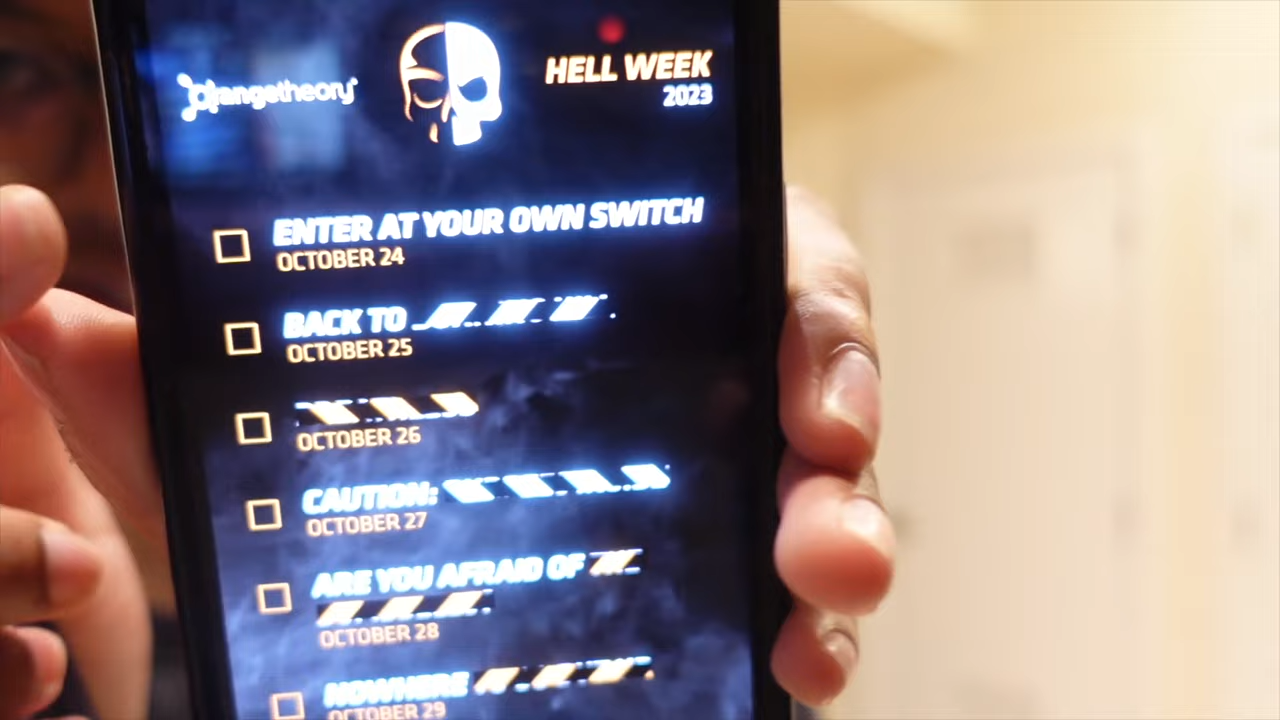 orangetheory
HELL WEEK
2023
ENTER AT YOUR OWN SWITCH
OCTOBER 24
BACK TO
OCTOBER 25
OCTOBER 26
CAUTION:
OCTOBER 27
ARE YOU AFRAID OF
OCTOBER 28
NOWHERE
OCTOBER 29